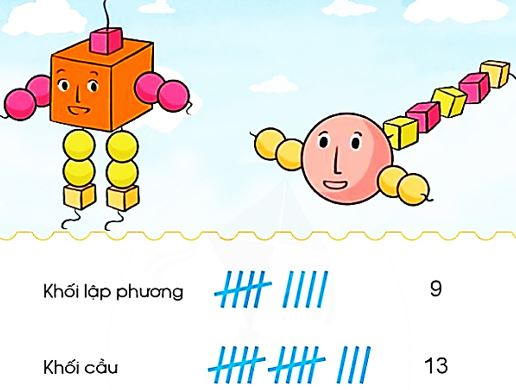 Khối lập phương 9
Khối cầu 13